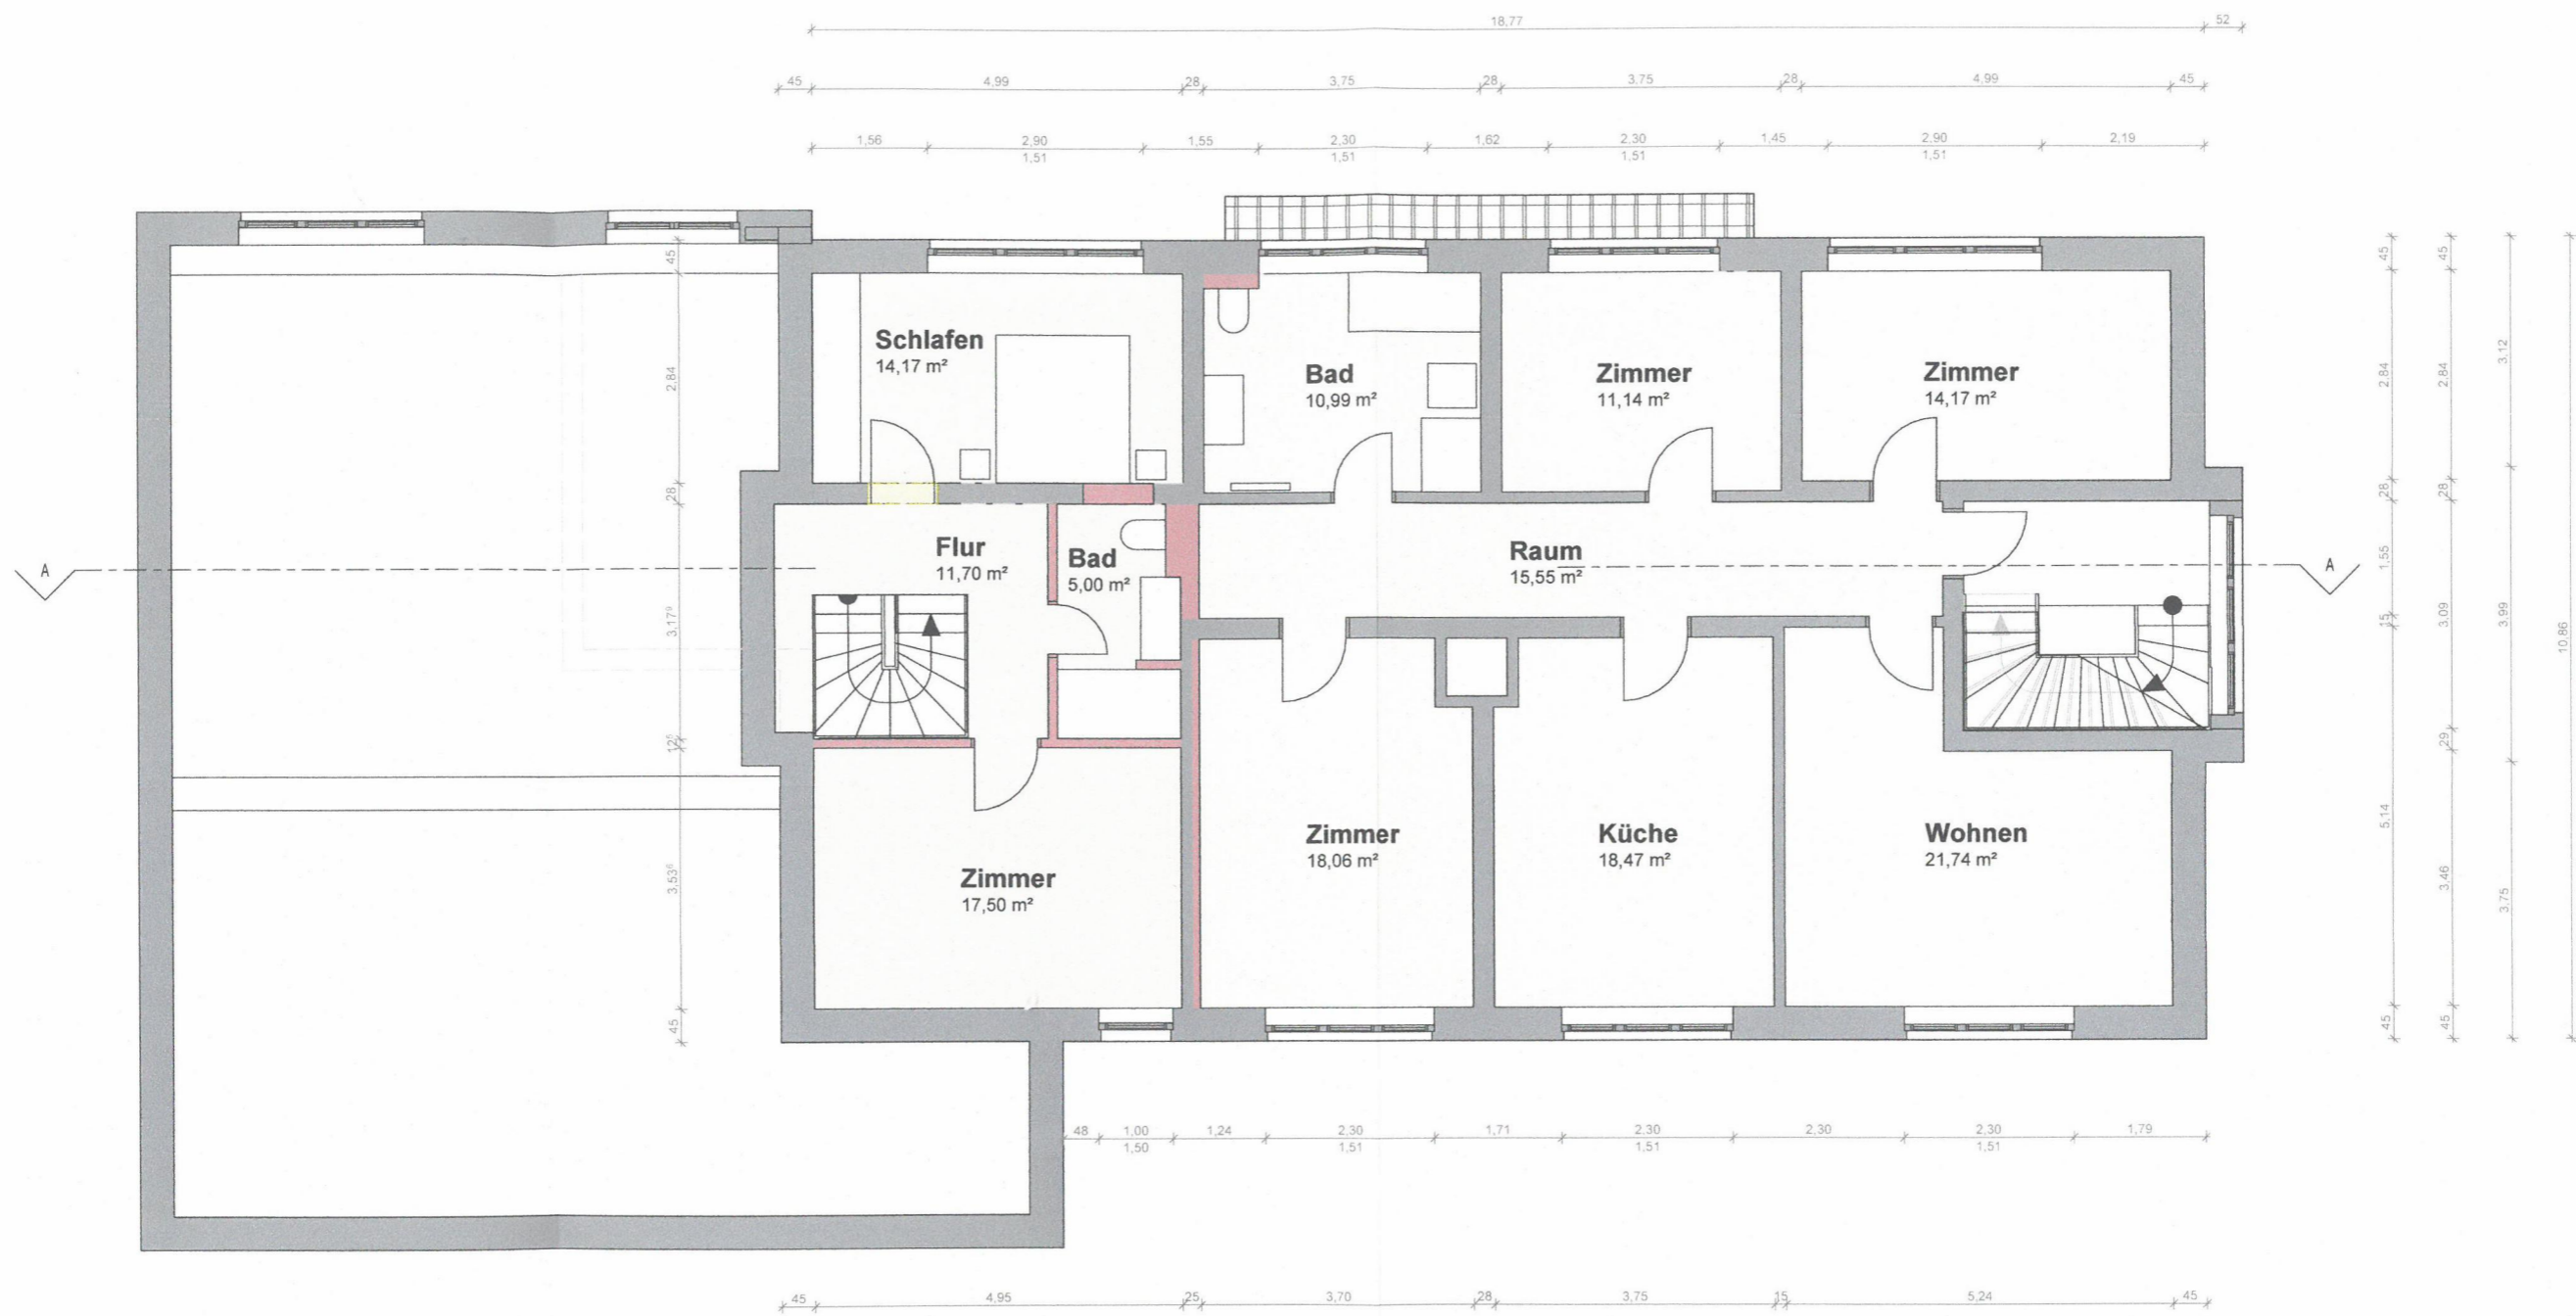 18,77 52
45 4,99 28 3,75 28 3,75 28 4,99 45
1,56 2,90 1,55 2,30 1,62 2,30 1,45 2,90 2,19
1,51 1,51 1,51 1,51
Schlafen
14,17 m²
Bad
10,99 m²
Zimmer
11,14 m²
Zimmer
14,17 m²
Flur
11,70 m²
Bad
5,00 m²
Raum
15,55 m²
A
A
Zimmer
17,50 m²
Zimmer
18,06 m²
Küche
18,47 m²
Wohnen
21,74 m²
45
2,84
28
3,17⁹
12⁵
3,53⁶
45
45
2,84
28
1,55
15
5,14
45
45
2,84
28
3,09
29
3,46
45
3,12
3,99
3,75
10,86
48 1,00 1,24 2,30 1,71 2,30 2,30 2,30 1,79
1,50 1,51 1,51 1,51
45 4,95 25 3,70 28 3,75 15 5,24 45